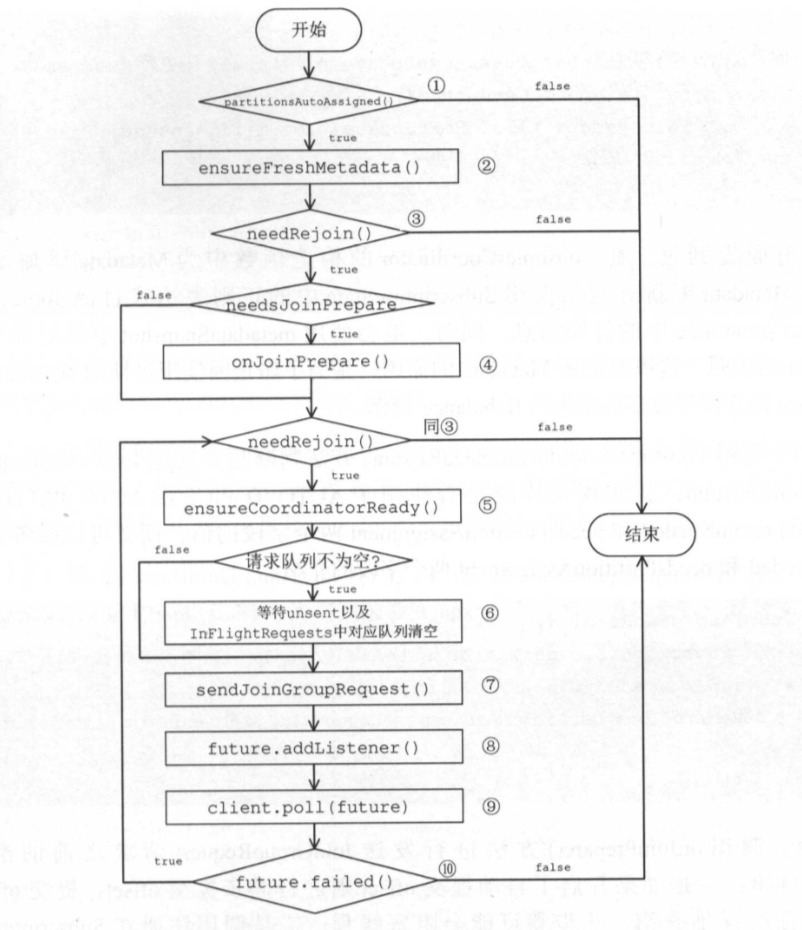 开始
①
partitionsAutoAssigned()
false
true
ensureFreshMetadata()
②
needRejoin()
③
false
true
needsJoinPrepare
false
true
onJoinPrepare()
④
needRejoin()
同③
false
true
ensureCoordinatorReady()
⑤
结束
false
请求队列不为空?
true
等待unsent以及
InFlightRequests中对应队列清空
⑥
sendJoinGroupRequest()
⑦
future.addListener()
⑧
client.poll(future)
⑨
true
future.failed()
⑩
false